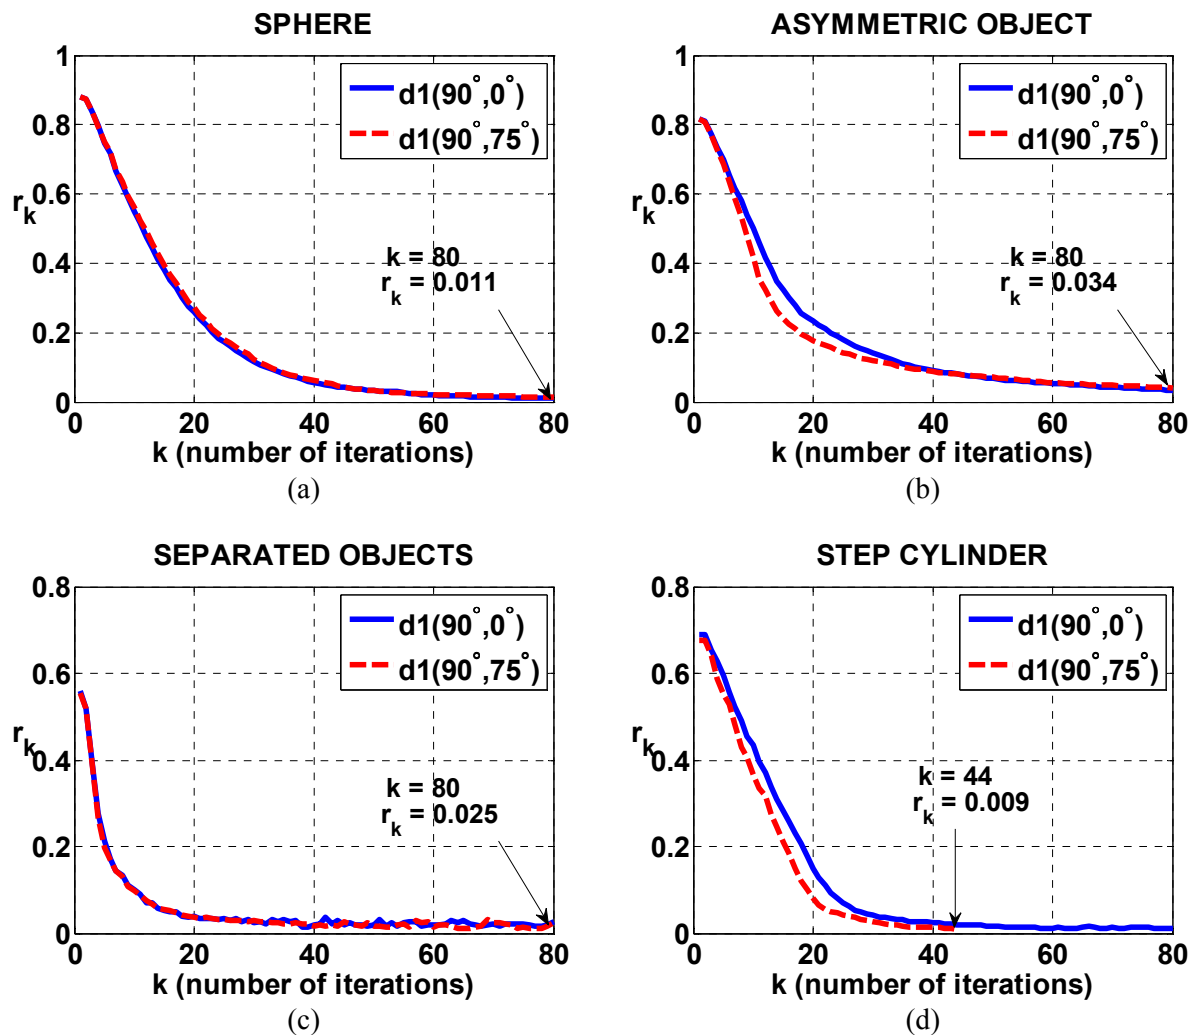 SPHERE
1
0.8
0.6
0.4
0.2
0
r_k
d1(90°,0°)
d1(90°,75°)
k = 80
r_k = 0.011
0 20 40 60 80
k (number of iterations)
(a)
ASYMMETRIC OBJECT
1
0.8
0.6
0.4
0.2
0
r_k
d1(90°,0°)
d1(90°,75°)
k = 80
r_k = 0.034
0 20 40 60 80
k (number of iterations)
(b)
SEPARATED OBJECTS
0.8
0.6
0.4
0.2
0
r_k
d1(90°,0°)
d1(90°,75°)
k = 80
r_k = 0.025
0 20 40 60 80
k (number of iterations)
(c)
STEP CYLINDER
0.8
0.6
0.4
0.2
0
r_k
d1(90°,0°)
d1(90°,75°)
k = 44
r_k = 0.009
0 20 40 60 80
k (number of iterations)
(d)